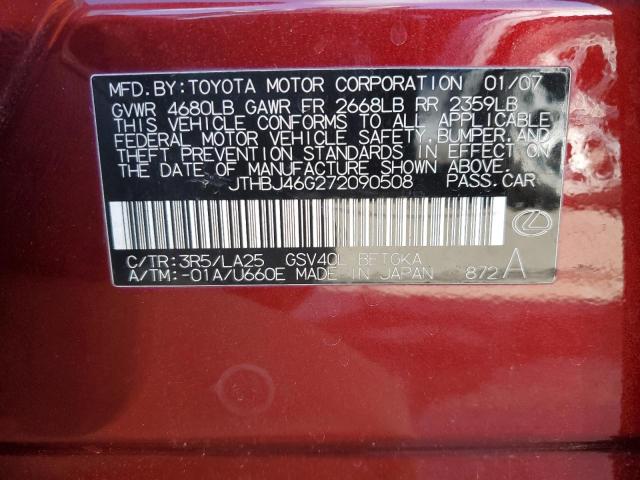 MFD. BY: TOYOTA MOTOR CORPORATION 01/07
GVWR 4680LB GAWR FR 2668LB RR 2359LB
THIS VEHICLE CONFORMS TO ALL APPLICABLE
FEDERAL MOTOR VEHICLE SAFETY, BUMPER, AND
THEFT PREVENTION STANDARDS IN EFFECT ON
THE DATE OF MANUFACTURE SHOWN ABOVE.
JTHBJ46G272090508 PASS. CAR
C/TR: 3R5/LA25 GSV40L BETGKA
A/TM: -01A/U660E MADE IN JAPAN 872 A